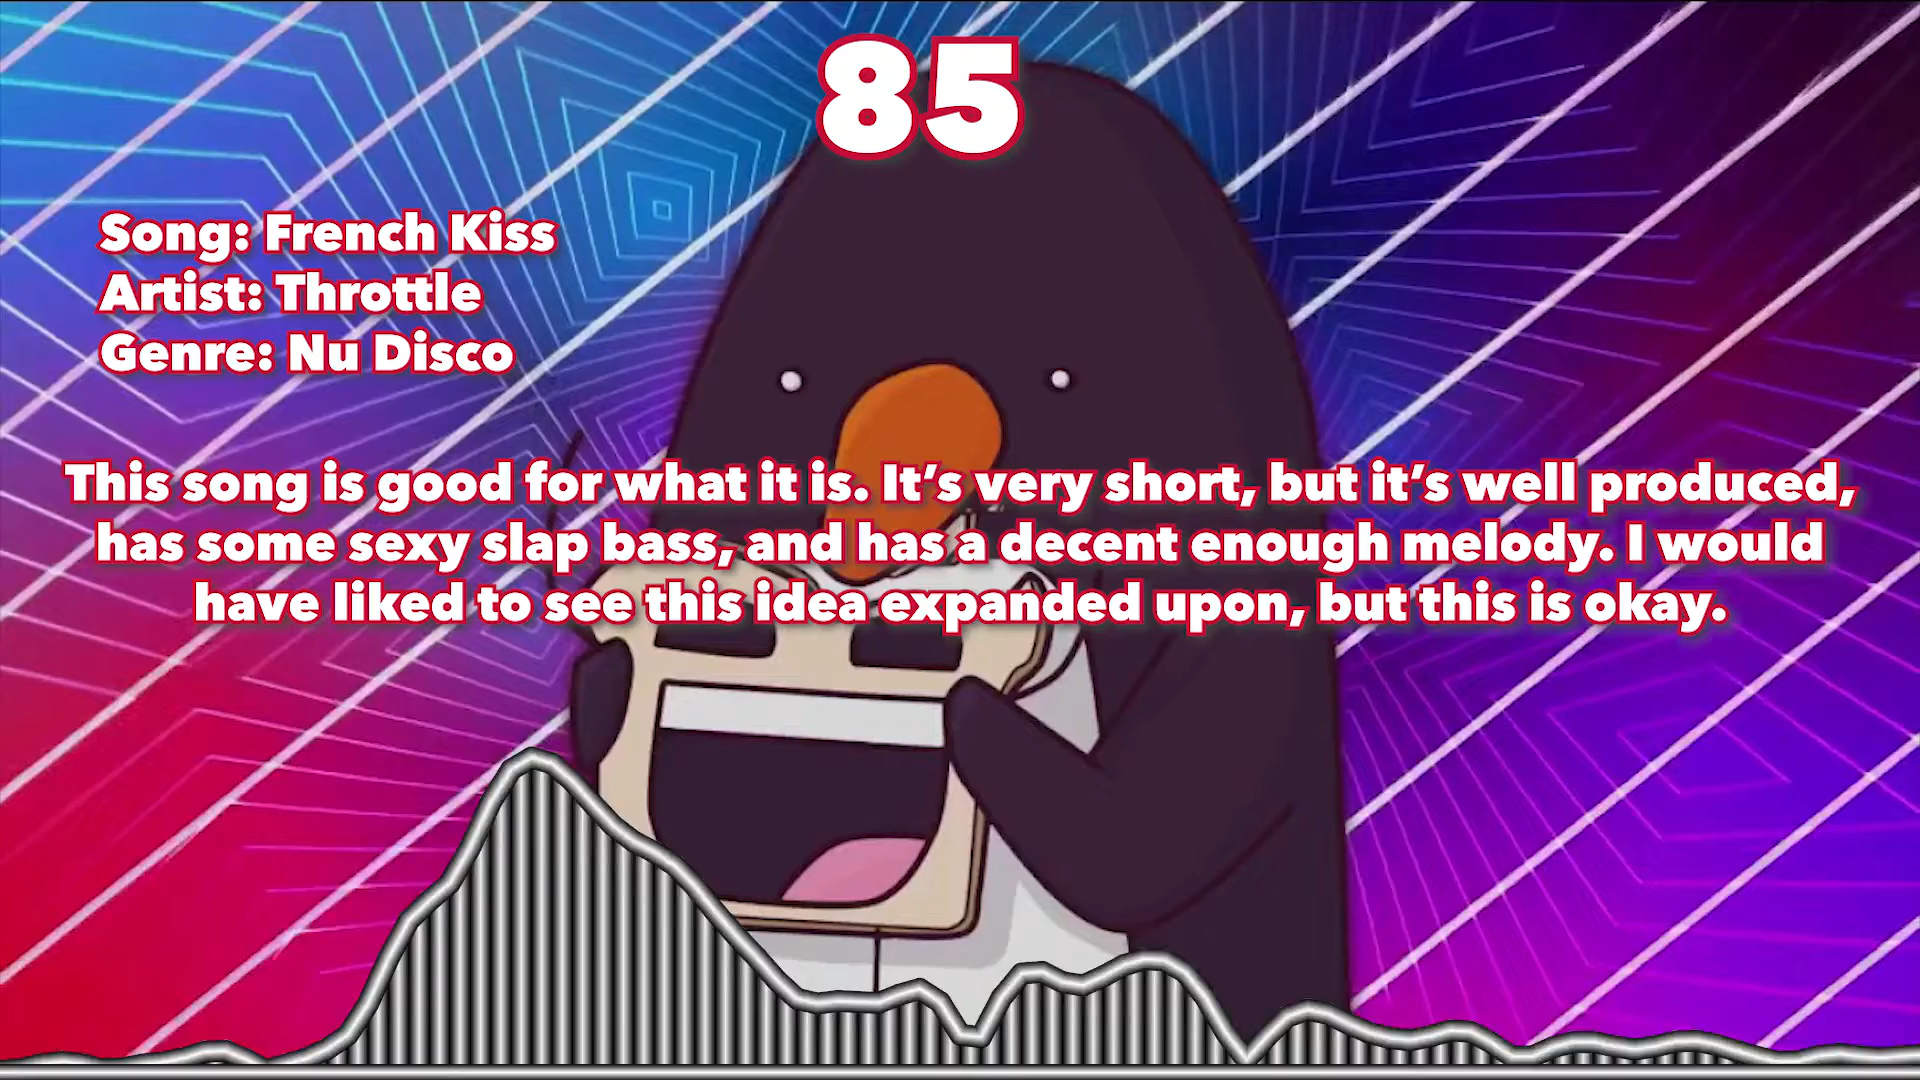 85
Song: French Kiss
Artist: Throttle
Genre: Nu Disco
This song is good for what it is. It’s very short, but it’s well produced,
has some sexy slap bass, and has a decent enough melody. I would
have liked to see this idea expanded upon, but this is okay.